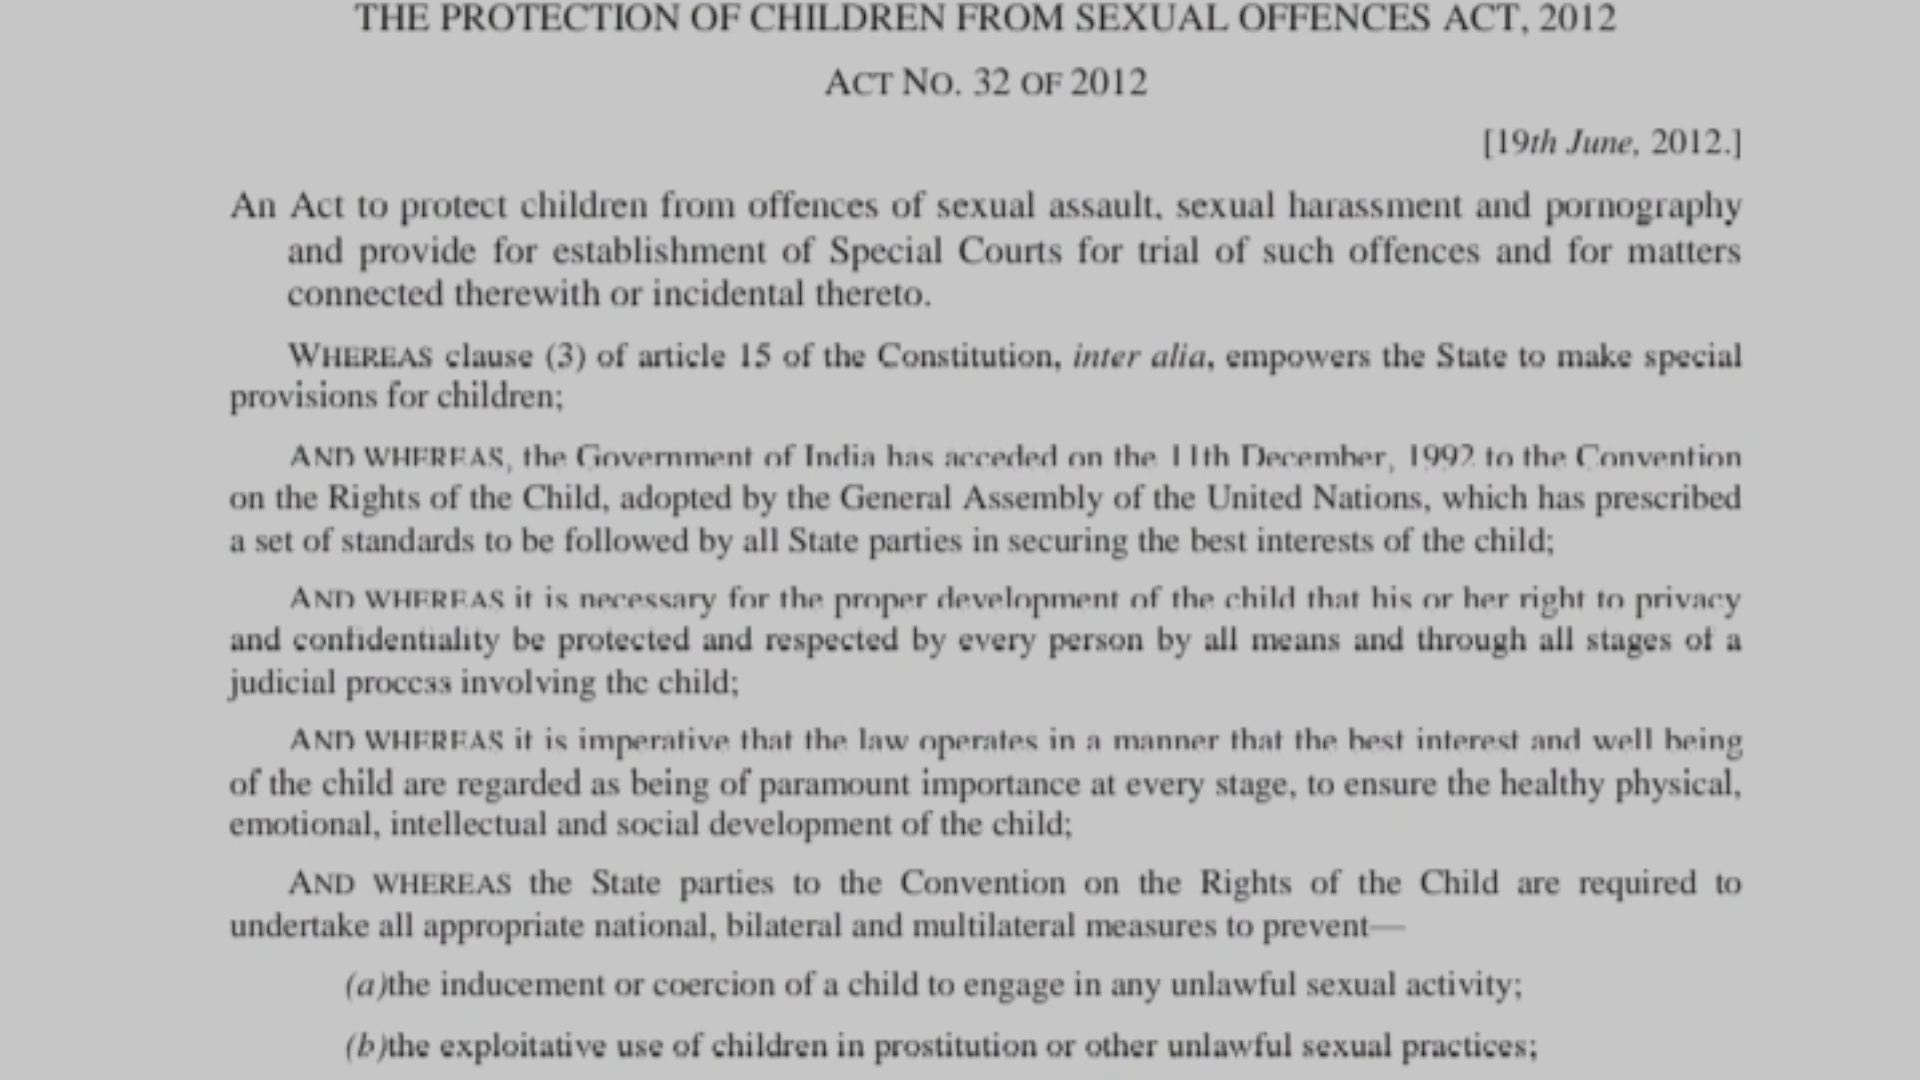 THE PROTECTION OF CHILDREN FROM SEXUAL OFFENCES ACT, 2012
ACT NO. 32 OF 2012
[19th June, 2012.]
An Act to protect children from offences of sexual assault, sexual harassment and pornography
and provide for establishment of Special Courts for trial of such offences and for matters
connected therewith or incidental thereto.
WHEREAS clause (3) of article 15 of the Constitution, inter alia, empowers the State to make special
provisions for children;
AND WHEREAS, the Government of India has acceded on the 11th December, 1992 to the Convention
on the Rights of the Child, adopted by the General Assembly of the United Nations, which has prescribed
a set of standards to be followed by all State parties in securing the best interests of the child;
AND WHEREAS it is necessary for the proper development of the child that his or her right to privacy
and confidentiality be protected and respected by every person by all means and through all stages of a
judicial process involving the child;
AND WHEREAS it is imperative that the law operates in a manner that the best interest and well being
of the child are regarded as being of paramount importance at every stage, to ensure the healthy physical,
emotional, intellectual and social development of the child;
AND WHEREAS the State parties to the Convention on the Rights of the Child are required to
undertake all appropriate national, bilateral and multilateral measures to prevent—
(a)the inducement or coercion of a child to engage in any unlawful sexual activity;
(b)the exploitative use of children in prostitution or other unlawful sexual practices;